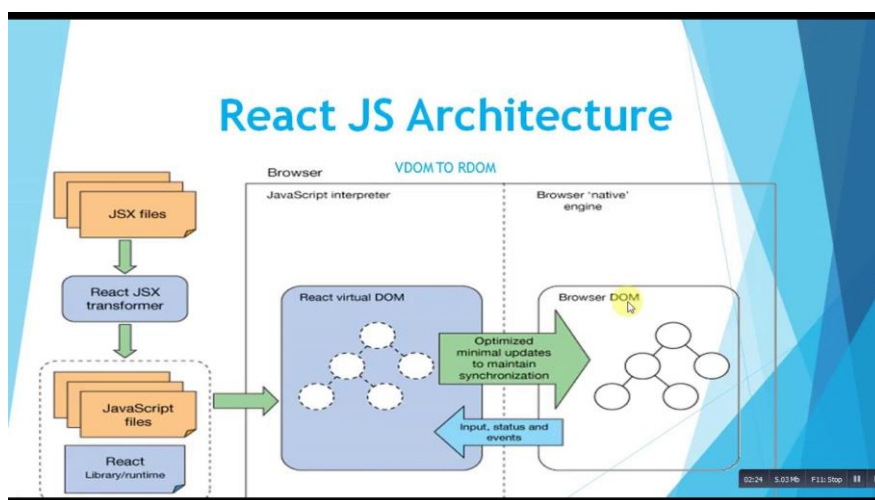 React JS Architecture
VDOM TO RDOM
Browser
JavaScript interpreter
Browser 'native'
engine
JSX files
React JSX
transformer
JavaScript
files
React
Library/runtime
React virtual DOM
Optimized
minimal updates
to maintain
synchronization
Input, status and
events
Browser DOM
02:24 5.03 Mb F11: Stop